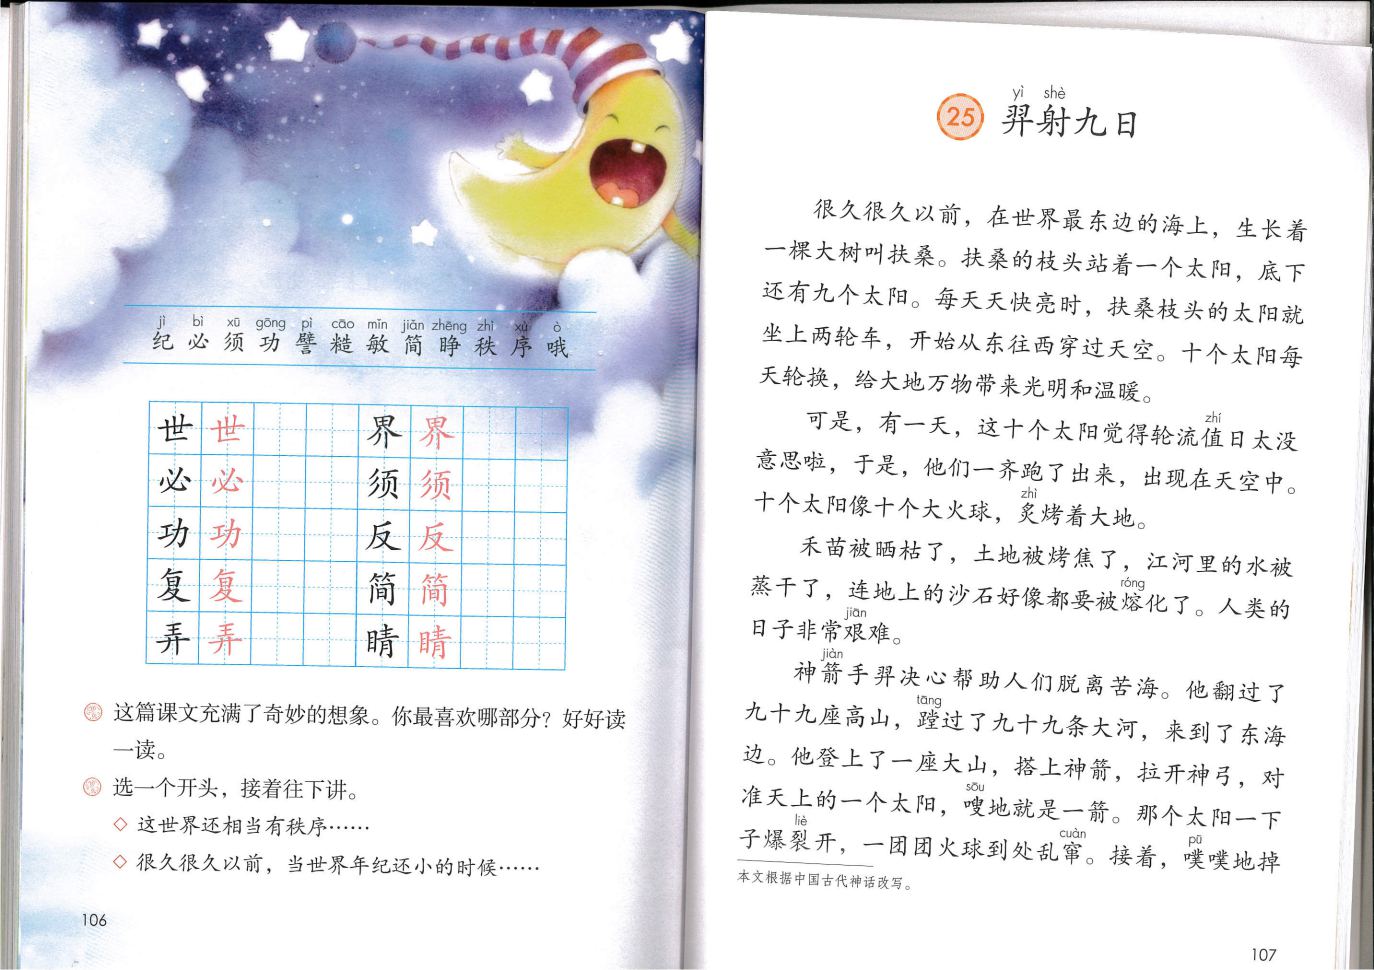 jì bì xū gōng pì cāo mǐn jiǎn zhēng zhì xù ò
纪 必 须 功 譬 糙 敏 简 睁 秩 序 哦
世 世 界 界
必 必 须 须
功 功 反 反
复 复 简 简
弄 弄 睛 睛
这篇课文充满了奇妙的想象。你最喜欢哪部分？好好读
一读。
选一个开头，接着往下讲。
◇ 这世界还相当有秩序……
◇ 很久很久以前，当世界年纪还小的时候……
106
yì shè
25 羿射九日
很久很久以前，在世界最东边的海上，生长着
一棵大树叫扶桑。扶桑的枝头站着一个太阳，底下
还有九个太阳。每天天快亮时，扶桑枝头的太阳就
坐上两轮车，开始从东往西穿过天空。十个太阳每
天轮换，给大地万物带来光明和温暖。
zhí
可是，有一天，这十个太阳觉得轮流值日太没
意思啦，于是，他们一齐跑了出来，出现在天空中。
zhì
十个太阳像十个大火球，炙烤着大地。
禾苗被晒枯了，土地被烤焦了，江河里的水被
róng
蒸干了，连地上的沙石好像都要被熔化了。人类的
jiān
日子非常艰难。
jiàn
神箭手羿决心帮助人们脱离苦海。他翻过了
tāng
九十九座高山，蹚过了九十九条大河，来到了东海
边。他登上了一座大山，搭上神箭，拉开神弓，对
sōu
准天上的一个太阳，嗖地就是一箭。那个太阳一下
liè cuàn pū
子爆裂开，一团团火球到处乱窜。接着，噗噗地掉
本文根据中国古代神话改写。
107